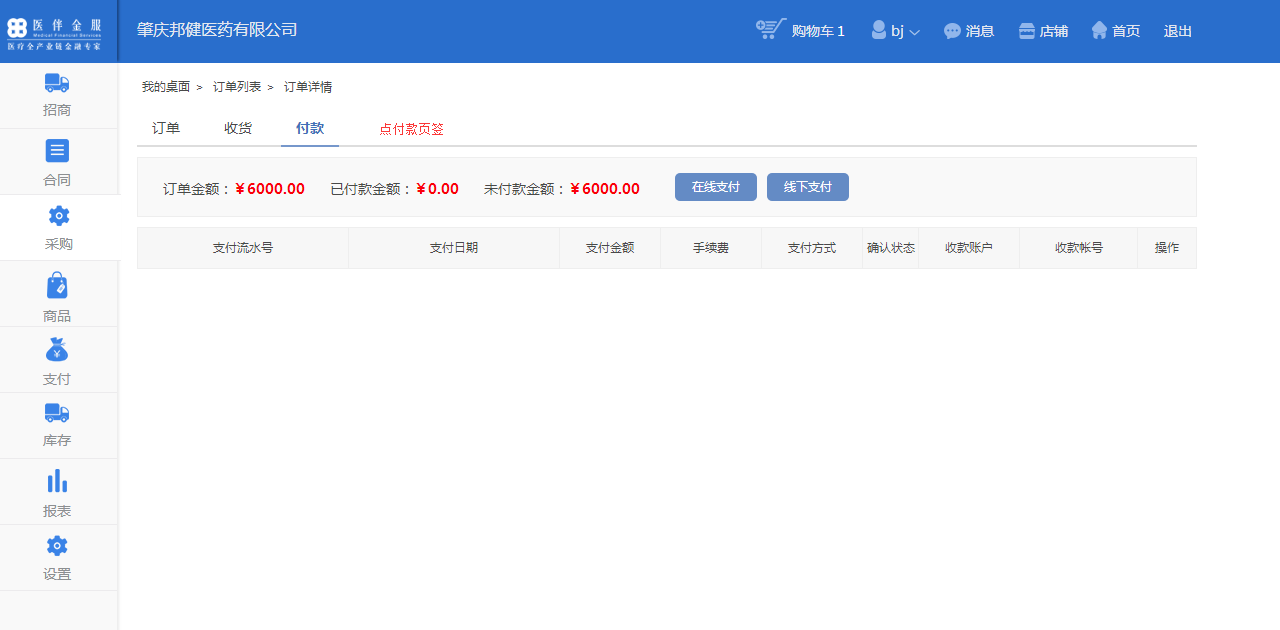 医伴金服
Medical Financial Services
医疗全产业链金融专家
肇庆邦健医药有限公司
购物车 1 bj 消息 店铺 首页 退出
招商
合同
采购
商品
支付
库存
报表
设置
我的桌面 > 订单列表 > 订单详情
订单 收货 付款 点付款页签
订单金额：¥6000.00 已付款金额：¥0.00 未付款金额：¥6000.00 在线支付 线下支付
支付流水号 支付日期 支付金额 手续费 支付方式 确认状态 收款账户 收款帐号 操作